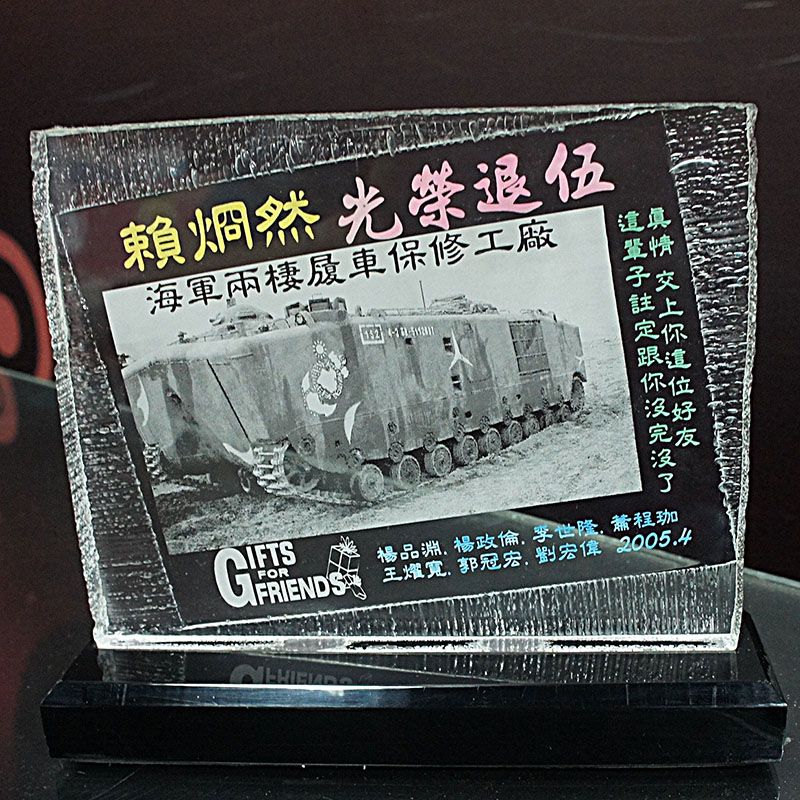 賴烱然 光榮退伍
海軍兩棲履車保修工廠
真情 交上你這位好友
這輩子註定跟你沒完沒了
132
GIFTS
FOR
FRIENDS
楊品淵. 楊政倫. 李世隆. 蕭程珈
王燿寬. 郭冠宏. 劉宏偉 2005.4